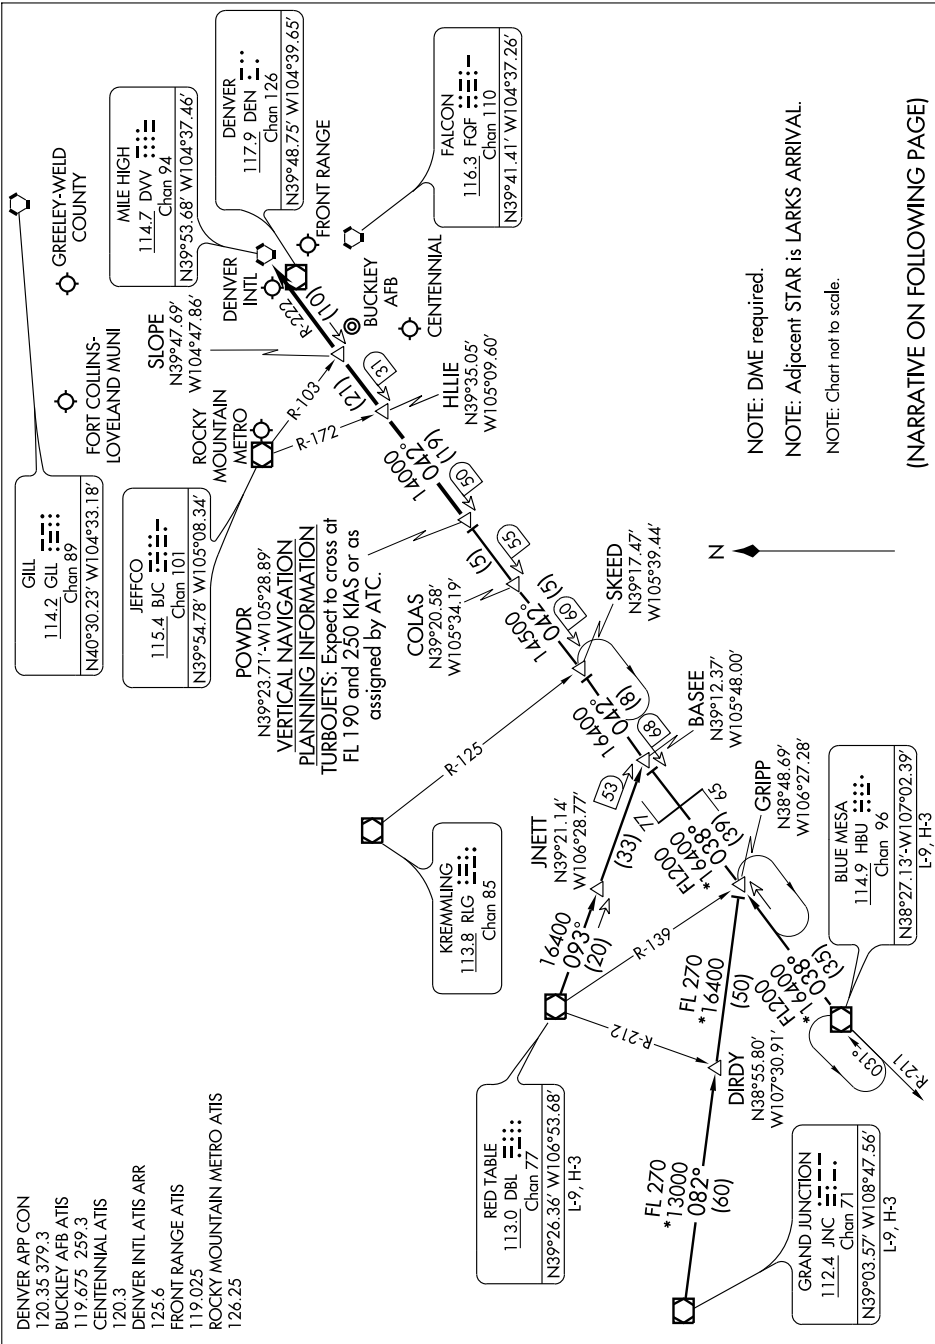 DENVER APP CON
120.35 379.3
BUCKLEY AFB ATIS
119.675 259.3
CENTENNIAL ATIS
120.3
DENVER INTL ATIS ARR
125.6
FRONT RANGE ATIS
119.025
ROCKY MOUNTAIN METRO ATIS
126.25
GILL
114.2 GLL
Chan 89
N40°30.23' W104°33.18'
JEFFCO
115.4 BJC
Chan 101
N39°54.78' W105°08.34'
FORT COLLINS-
LOVELAND MUNI
GREELEY-WELD
COUNTY
MILE HIGH
114.7 DVV
Chan 94
N39°53.68' W104°37.46'
DENVER
117.9 DEN
Chan 126
N39°48.75' W104°39.65'
FALCON
116.3 FQF
Chan 110
N39°41.41' W104°37.26'
ROCKY
MOUNTAIN
METRO
SLOPE
N39°47.69'
W104°47.86'
DENVER
INTL
FRONT RANGE
BUCKLEY
AFB
CENTENNIAL
R-222
(10)
R-103
R-172
(21)
31
HLLIE
N39°35.05'
W105°09.60'
14000
042°
(19)
50
POWDR
N39°23.71'-W105°28.89'
VERTICAL NAVIGATION
PLANNING INFORMATION
TURBOJETS: Expect to cross at
FL 190 and 250 KIAS or as
assigned by ATC.
(5)
55
COLAS
N39°20.58'
W105°34.19'
14500
042°
(5)
60
SKEED
N39°17.47'
W105°39.44'
KREMMLING
113.8 RLG
Chan 85
R-125
16400
042°
(8)
68
BASEE
N39°12.37'
W105°48.00'
JNETT
N39°21.14'
W106°28.77'
53
(33)
16400
093°
(20)
77
65
FL200
*16400
038°
(39)
GRIPP
N38°48.69'
W106°27.28'
RED TABLE
113.0 DBL
Chan 77
N39°26.36' W106°53.68'
L-9, H-3
R-139
R-212
FL 270
*16400
(50)
DIRDY
N38°55.80'
W107°30.91'
FL 270
*13000
082°
(60)
FL200
*16400
038°
(35)
031°
R-211
BLUE MESA
114.9 HBU
Chan 96
N38°27.13'-W107°02.39'
L-9, H-3
GRAND JUNCTION
112.4 JNC
Chan 71
N39°03.57' W108°47.56'
L-9, H-3
N
NOTE: DME required.
NOTE: Adjacent STAR is LARKS ARRIVAL.
NOTE: Chart not to scale.
(NARRATIVE ON FOLLOWING PAGE)